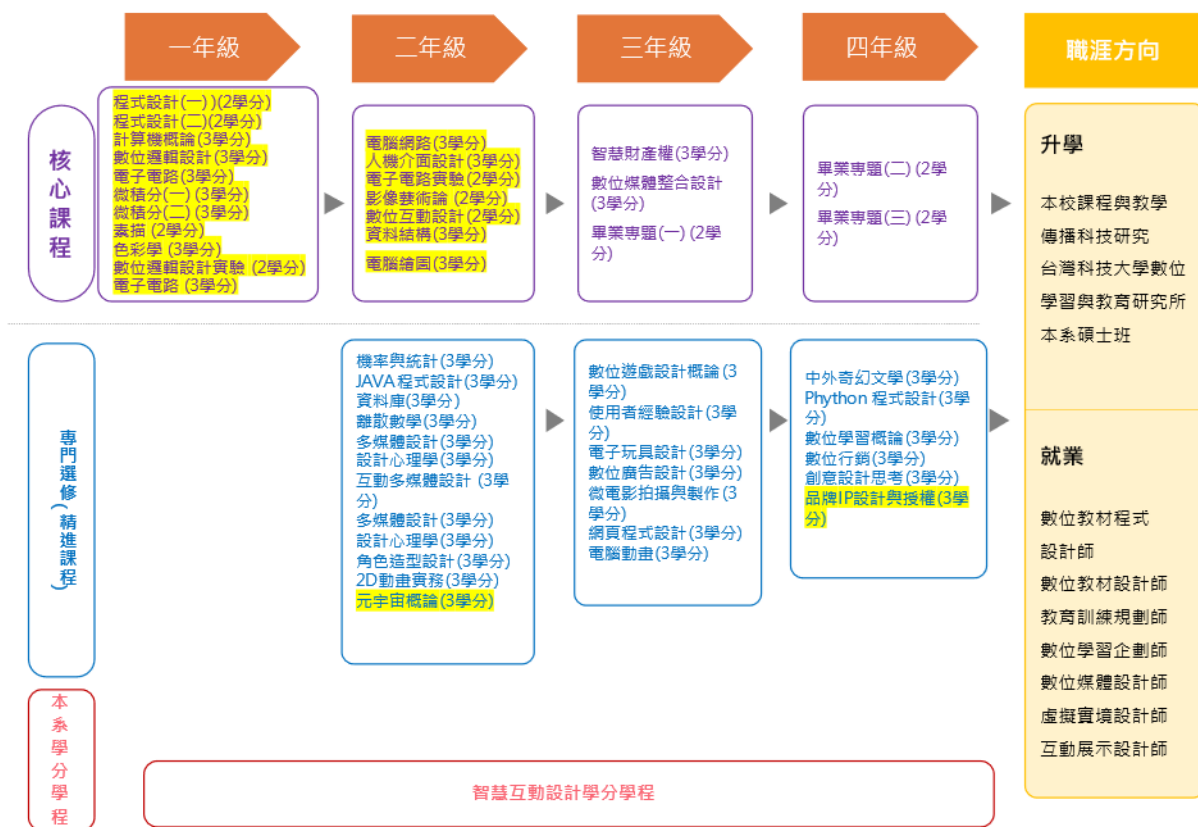 一年級
二年級
三年級
四年級
職涯方向
核心課程
程式設計(一) )(2學分)
程式設計(二)(2學分)
計算機概論(3學分)
數位邏輯設計(3學分)
電子電路(3學分)
微積分(一) (3學分)
微積分(二) (3學分)
素描 (2學分)
色彩學 (3學分)
數位邏輯設計實驗 (2學分)
電子電路 (3學分)
電腦網路(3學分)
人機介面設計(3學分)
電子電路實驗(2學分)
影像藝術論 (2學分)
數位互動設計(2學分)
資料結構(3學分)
電腦繪圖(3學分)
智慧財產權(3學分)
數位媒體整合設計
(3學分)
畢業專題(一) (2學
分)
畢業專題(二) (2學
分)
畢業專題(三) (2學
分)
升學
本校課程與教學
傳播科技研究
台灣科技大學數位
學習與教育研究所
本系碩士班
專門選修(精進課程)
機率與統計(3學分)
JAVA 程式設計(3學分)
資料庫(3學分)
離散數學(3學分)
多媒體設計(3學分)
設計心理學(3學分)
互動多媒體設計 (3學
分)
多媒體設計(3學分)
設計心理學(3學分)
角色造型設計(3學分)
2D動畫實務(3學分)
元宇宙概論(3學分)
數位遊戲設計概論(3
學分)
使用者經驗設計(3學
分)
電子玩具設計(3學分)
數位廣告設計(3學分)
微電影拍攝與製作(3
學分)
網頁程式設計(3學分)
電腦動畫(3學分)
中外奇幻文學(3學分)
Phython 程式設計(3學
分)
數位學習概論(3學分)
數位行銷(3學分)
創意設計思考(3學分)
品牌IP設計與授權(3學
分)
就業
數位教材程式
設計師
數位教材設計師
教育訓練規劃師
數位學習企劃師
數位媒體設計師
虛擬實境設計師
互動展示設計師
本系學分學程
智慧互動設計學分學程